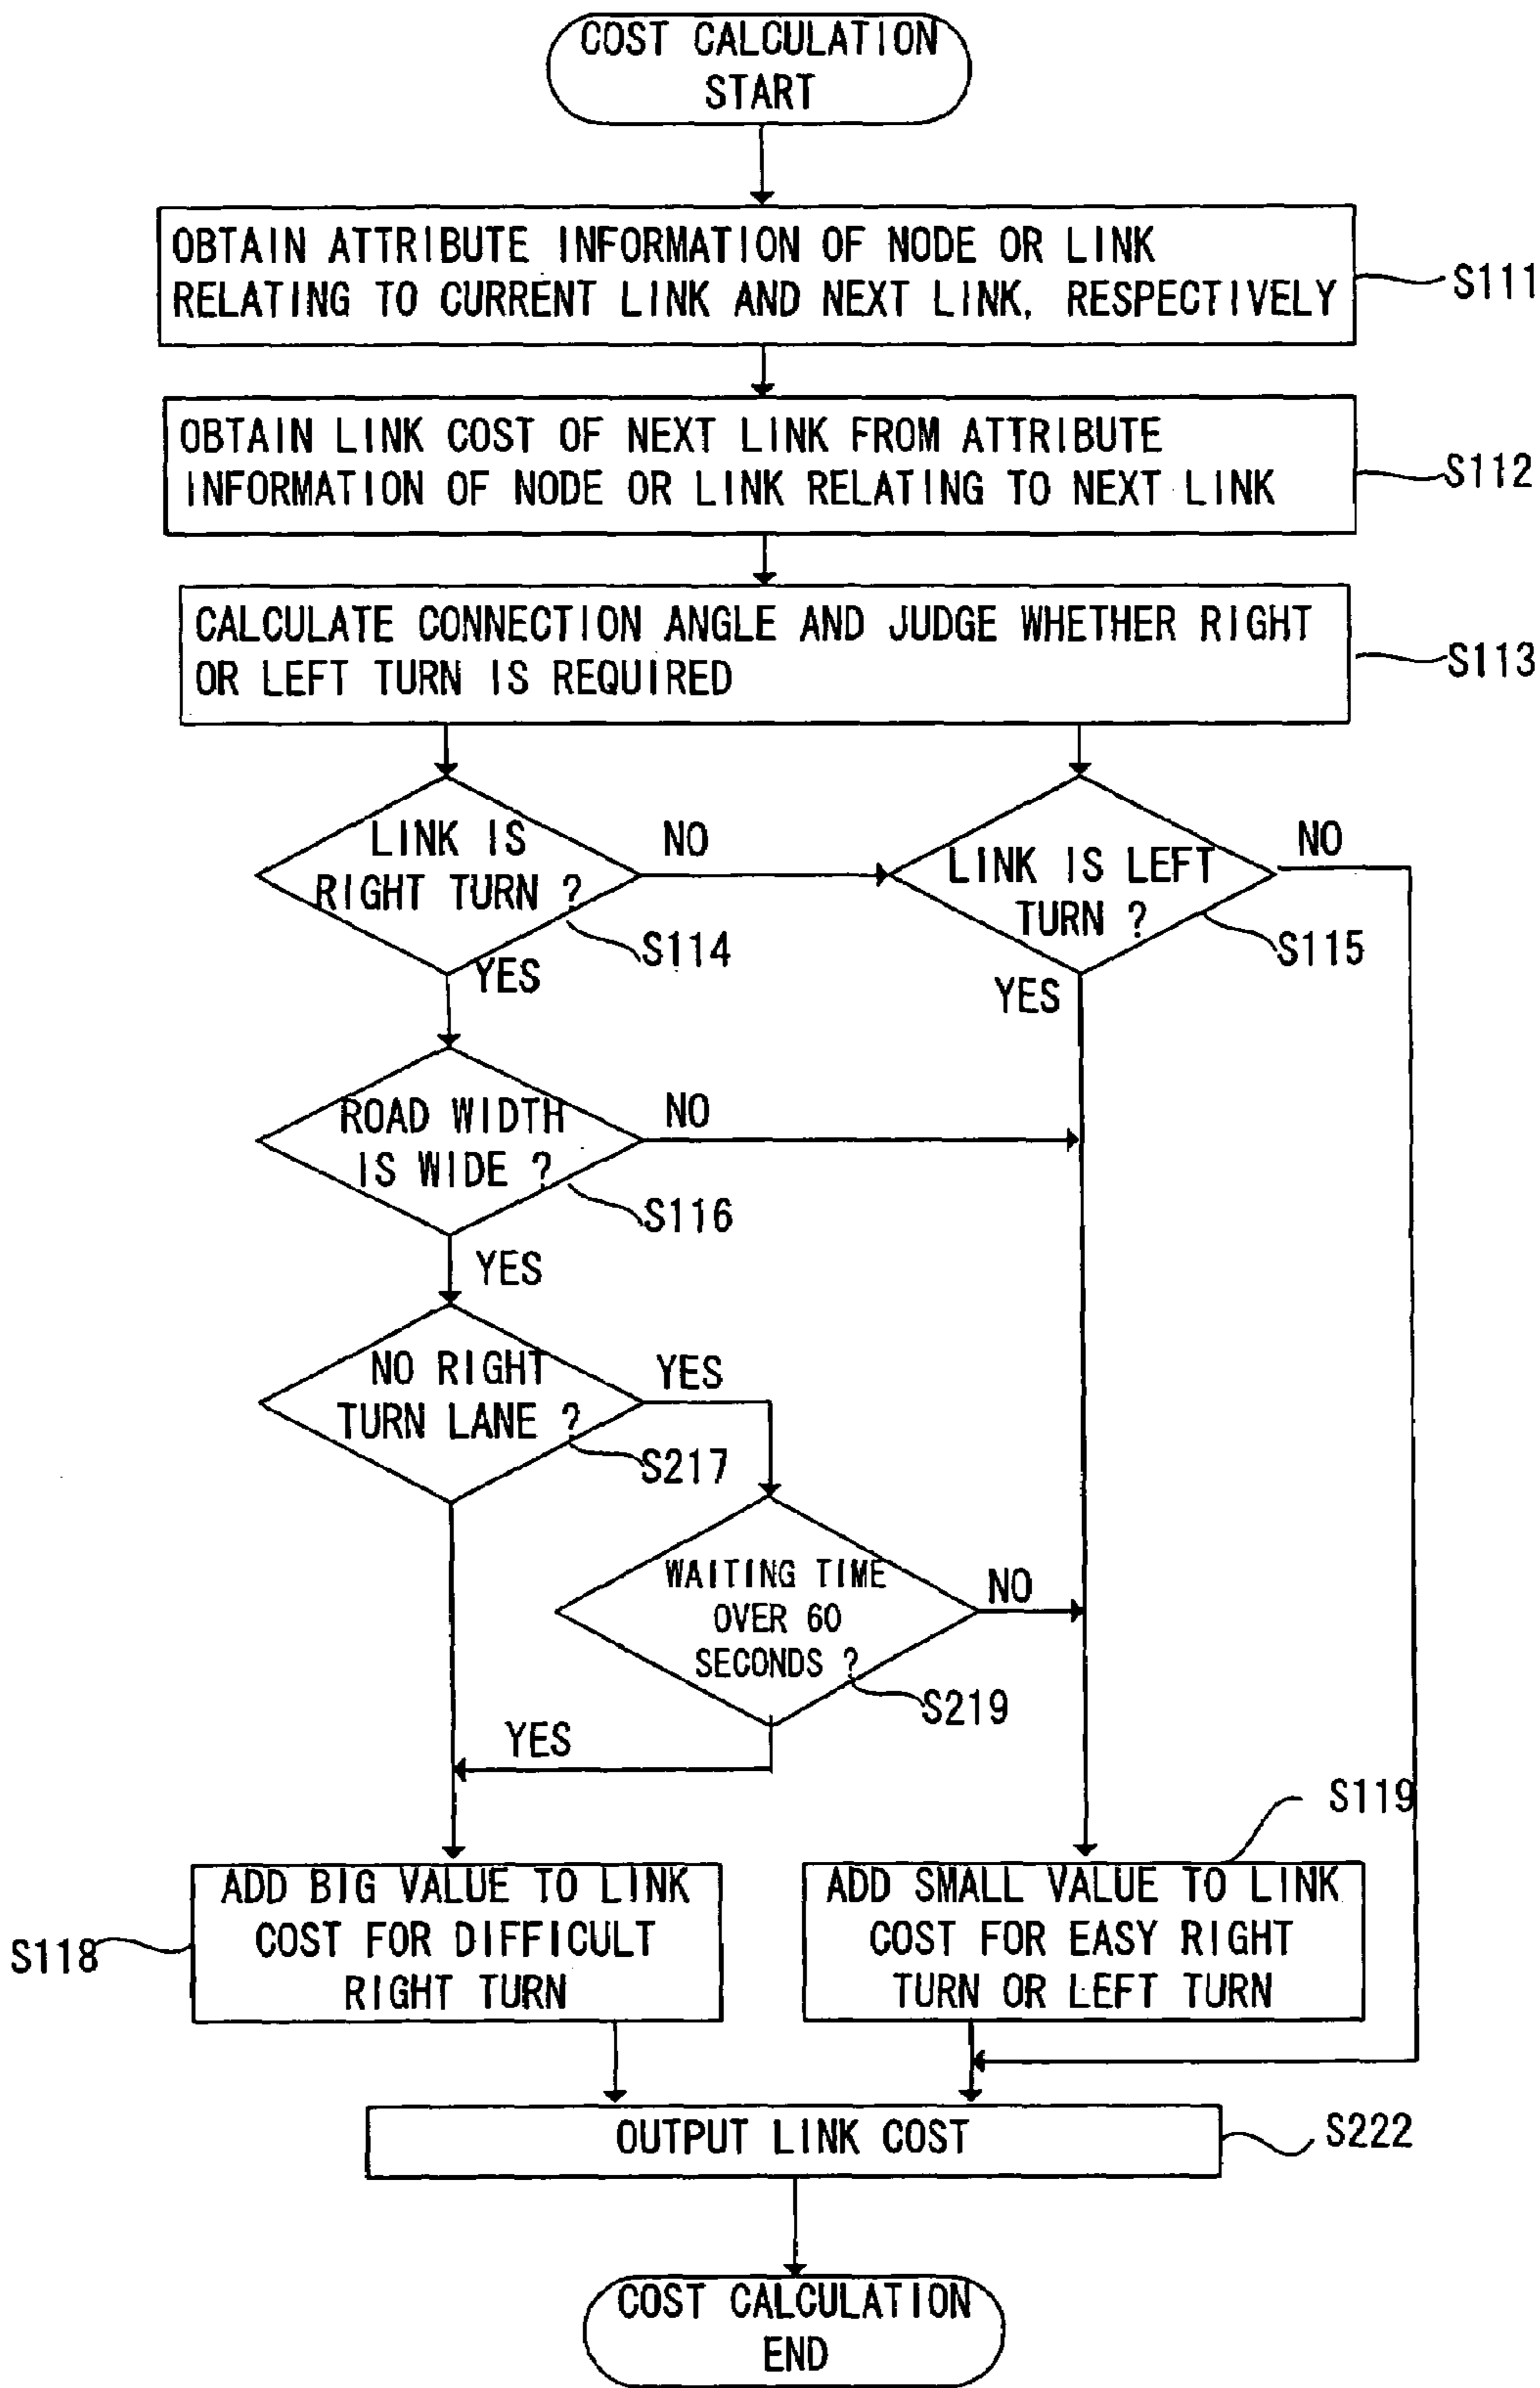 COST CALCULATION
START
OBTAIN ATTRIBUTE INFORMATION OF NODE OR LINK
RELATING TO CURRENT LINK AND NEXT LINK, RESPECTIVELY
S111
OBTAIN LINK COST OF NEXT LINK FROM ATTRIBUTE
INFORMATION OF NODE OR LINK RELATING TO NEXT LINK
S112
CALCULATE CONNECTION ANGLE AND JUDGE WHETHER RIGHT
OR LEFT TURN IS REQUIRED
S113
LINK IS
RIGHT TURN ?
NO
S114
YES
LINK IS LEFT
TURN ?
NO
S115
YES
ROAD WIDTH
IS WIDE ?
NO
S116
YES
NO RIGHT
TURN LANE ?
YES
S217
WAITING TIME
OVER 60
SECONDS ?
NO
S219
YES
S119
ADD BIG VALUE TO LINK
COST FOR DIFFICULT
RIGHT TURN
S118
ADD SMALL VALUE TO LINK
COST FOR EASY RIGHT
TURN OR LEFT TURN
OUTPUT LINK COST
S222
COST CALCULATION
END